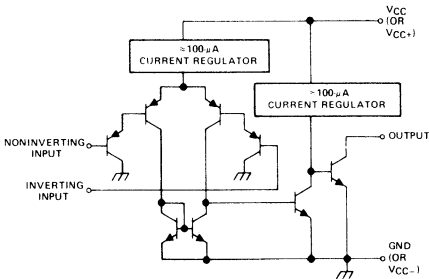 VCC
(OR
VCC+)
≈100-μA
CURRENT REGULATOR
≈100-μA
CURRENT REGULATOR
OUTPUT
NONINVERTING
INPUT
INVERTING
INPUT
GND
(OR
VCC−)